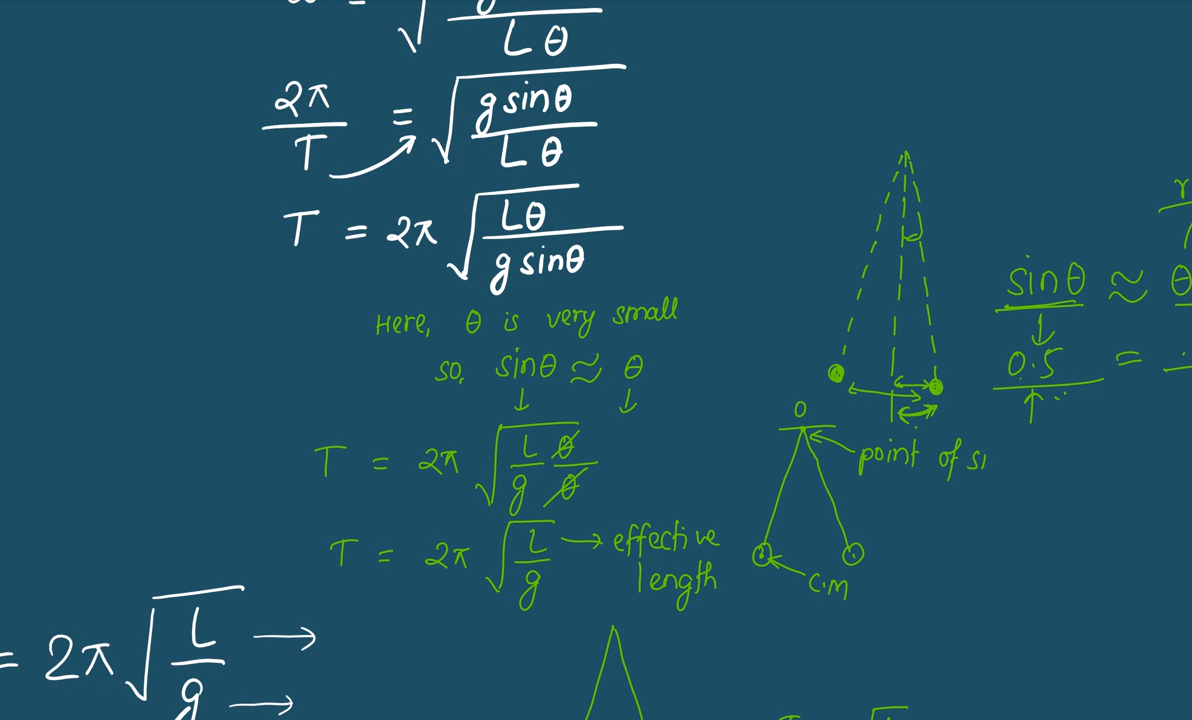 Lθ
2π/T = √(g sinθ / Lθ)
T = 2π √(Lθ / g sinθ)
Here, θ is very small
so, sinθ ≈ θ
T = 2π √(L θ / g θ)
T = 2π √(L/g) → effective
length
= 2π √(L/g) →
→
sinθ ≈ θ
0.5 =
O
point of
C.M